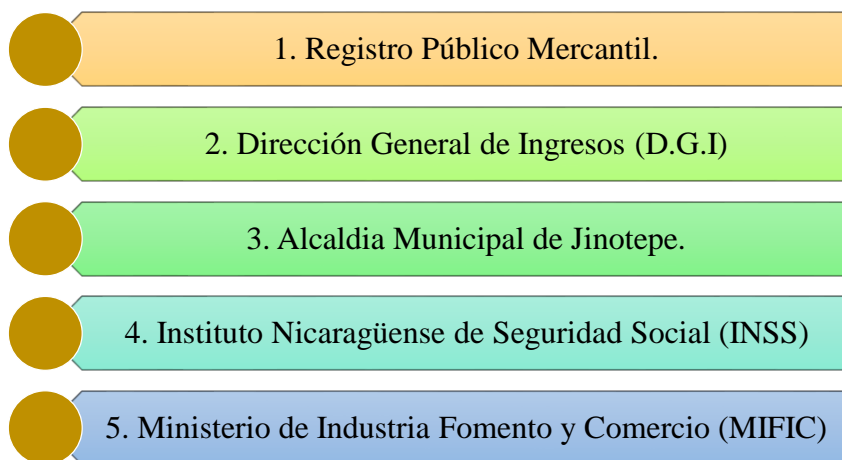 1. Registro Público Mercantil.
2. Dirección General de Ingresos (D.G.I)
3. Alcaldia Municipal de Jinotepe.
4. Instituto Nicaragüense de Seguridad Social (INSS)
5. Ministerio de Industria Fomento y Comercio (MIFIC)